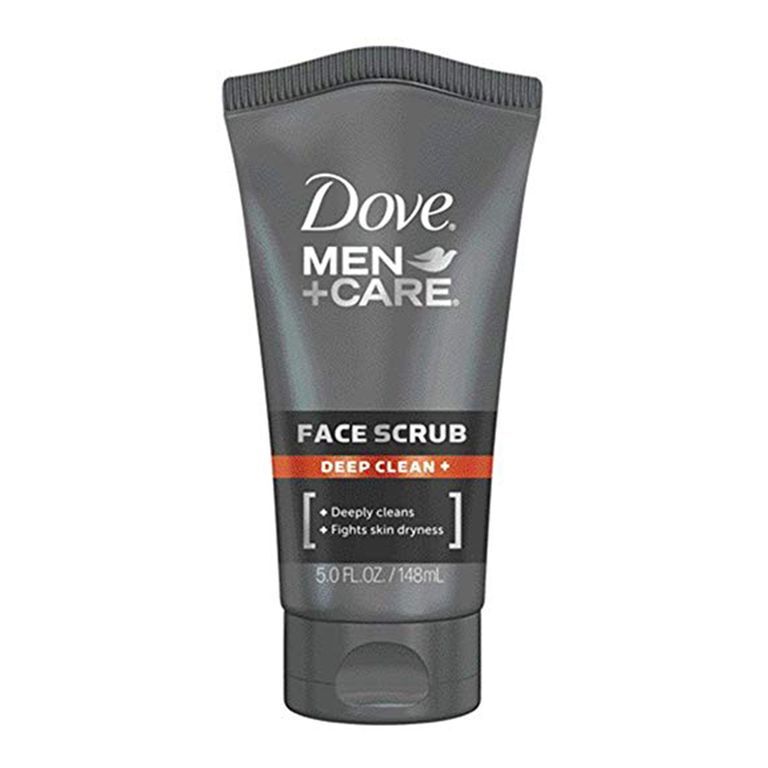 Dove®
MEN
+CARE®
FACE SCRUB
DEEP CLEAN +
+ Deeply cleans
+ Fights skin dryness
5.0 FL.OZ./148mL